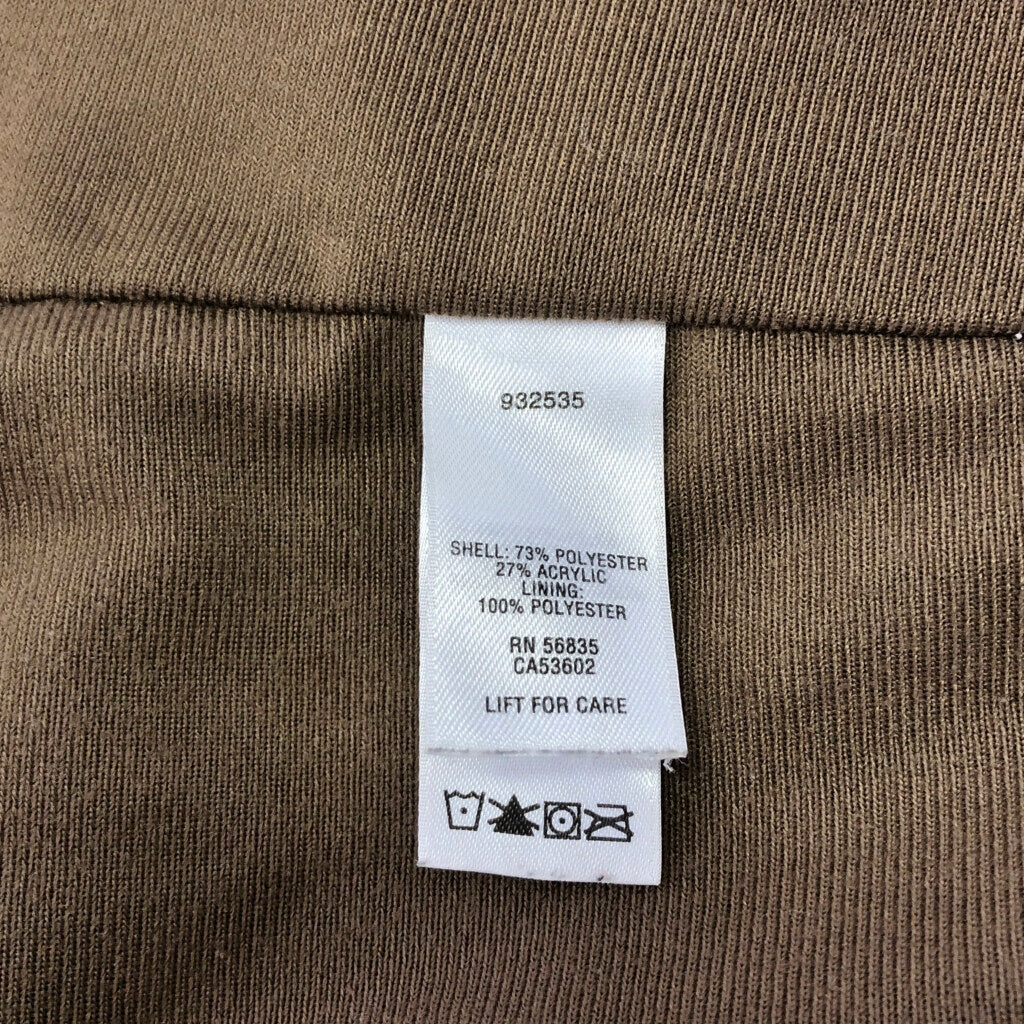 932535
SHELL: 73% POLYESTER
27% ACRYLIC
LINING:
100% POLYESTER
RN 56835
CA53602
LIFT FOR CARE